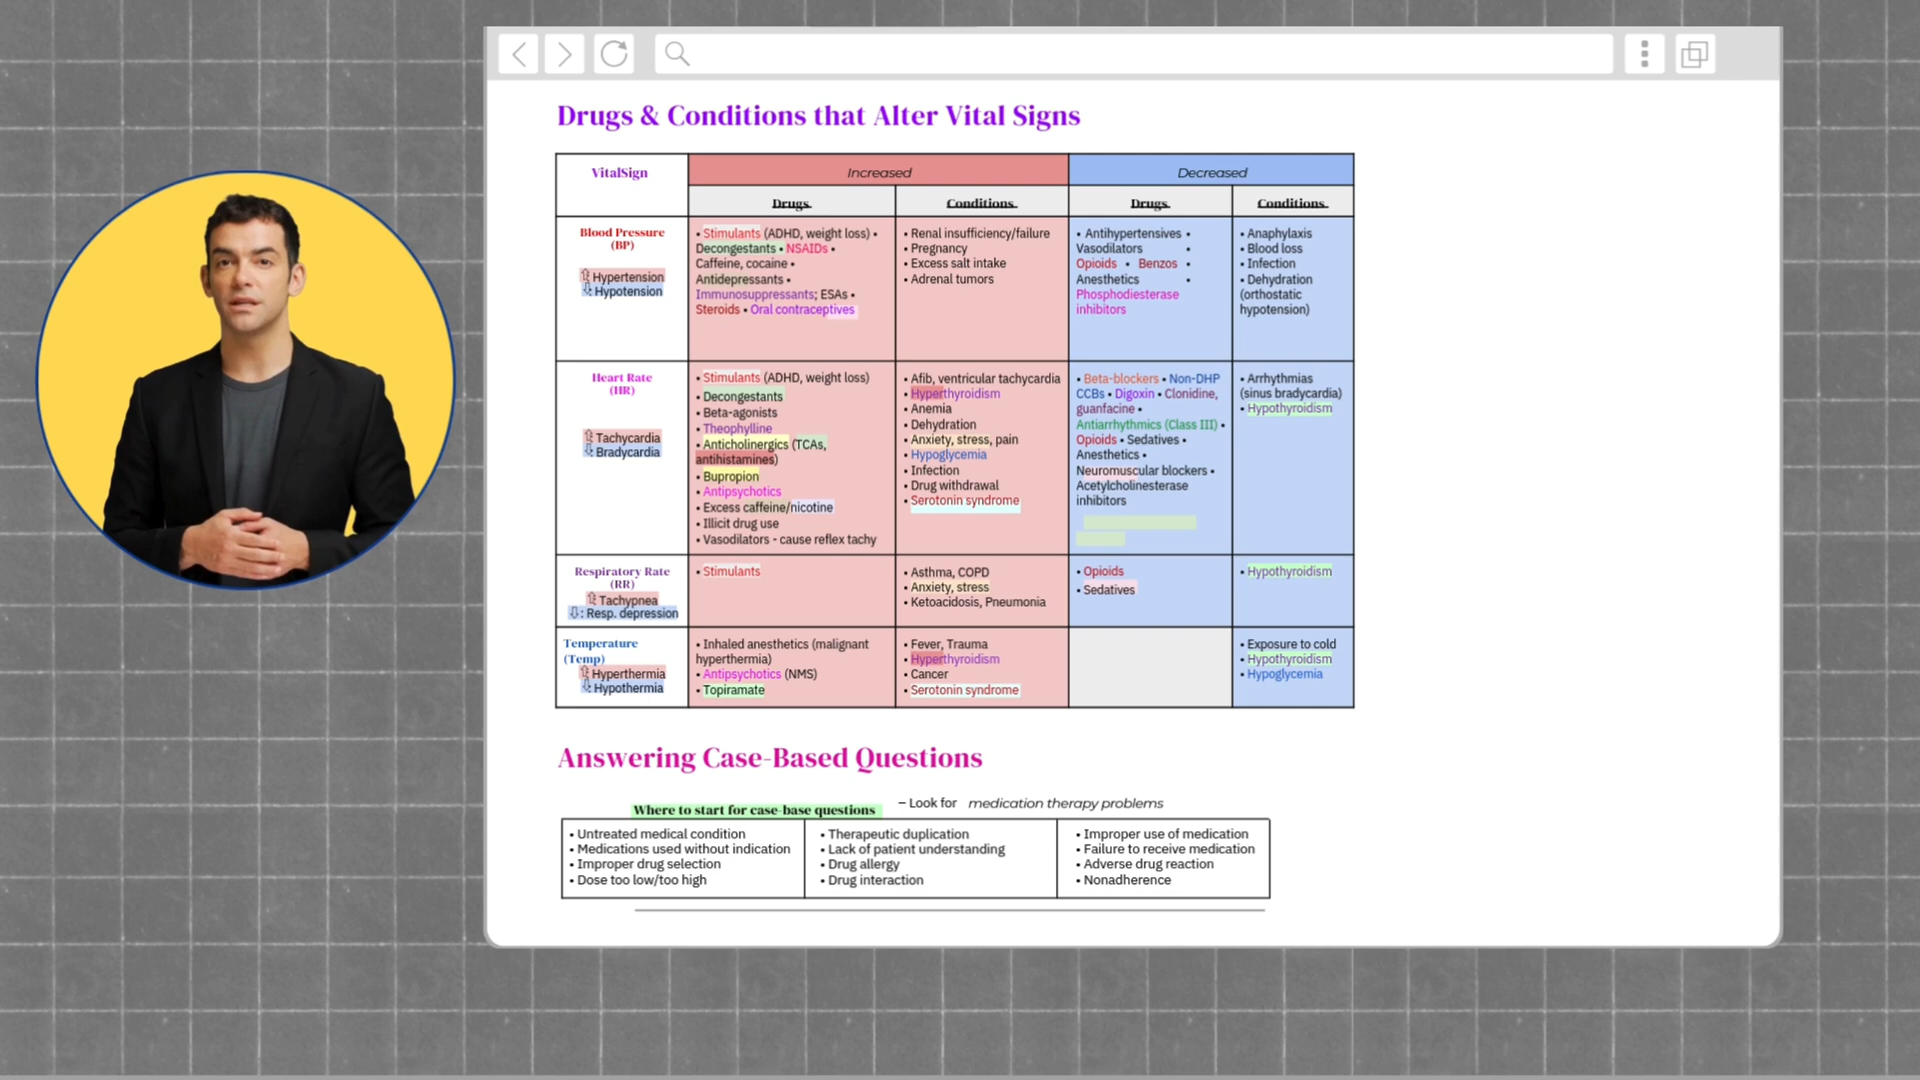 Drugs & Conditions that Alter Vital Signs
VitalSign
Increased
Decreased
Drugs
Conditions
Drugs
Conditions
Blood Pressure
(BP)
⇧ Hypertension
⇩ Hypotension
• Stimulants (ADHD, weight loss) •
Decongestants • NSAIDs •
Caffeine, cocaine •
Antidepressants •
Immunosuppressants; ESAs •
Steroids • Oral contraceptives
• Renal insufficiency/failure
• Pregnancy
• Excess salt intake
• Adrenal tumors
• Antihypertensives •
Vasodilators •
Opioids • Benzos •
Anesthetics •
Phosphodiesterase
inhibitors
• Anaphylaxis
• Blood loss
• Infection
• Dehydration
(orthostatic
hypotension)
Heart Rate
(HR)
⇧ Tachycardia
⇩ Bradycardia
• Stimulants (ADHD, weight loss)
• Decongestants
• Beta-agonists
• Theophylline
• Anticholinergics (TCAs,
antihistamines)
• Bupropion
• Antipsychotics
• Excess caffeine/nicotine
• Illicit drug use
• Vasodilators - cause reflex tachy
• Afib, ventricular tachycardia
• Hyperthyroidism
• Anemia
• Dehydration
• Anxiety, stress, pain
• Hypoglycemia
• Infection
• Drug withdrawal
• Serotonin syndrome
• Beta-blockers • Non-DHP
CCBs • Digoxin • Clonidine,
guanfacine •
Antiarrhythmics (Class III) •
Opioids • Sedatives •
Anesthetics •
Neuromuscular blockers •
Acetylcholinesterase
inhibitors
• Arrhythmias
(sinus bradycardia)
• Hypothyroidism
Respiratory Rate
(RR)
⇧ Tachypnea
⇩: Resp. depression
• Stimulants
• Asthma, COPD
• Anxiety, stress
• Ketoacidosis, Pneumonia
• Opioids
• Sedatives
• Hypothyroidism
Temperature
(Temp)
⇧ Hyperthermia
⇩ Hypothermia
• Inhaled anesthetics (malignant
hyperthermia)
• Antipsychotics (NMS)
• Topiramate
• Fever, Trauma
• Hyperthyroidism
• Cancer
• Serotonin syndrome
• Exposure to cold
• Hypothyroidism
• Hypoglycemia
Answering Case-Based Questions
Where to start for case-base questions – Look for medication therapy problems
• Untreated medical condition
• Medications used without indication
• Improper drug selection
• Dose too low/too high
• Therapeutic duplication
• Lack of patient understanding
• Drug allergy
• Drug interaction
• Improper use of medication
• Failure to receive medication
• Adverse drug reaction
• Nonadherence